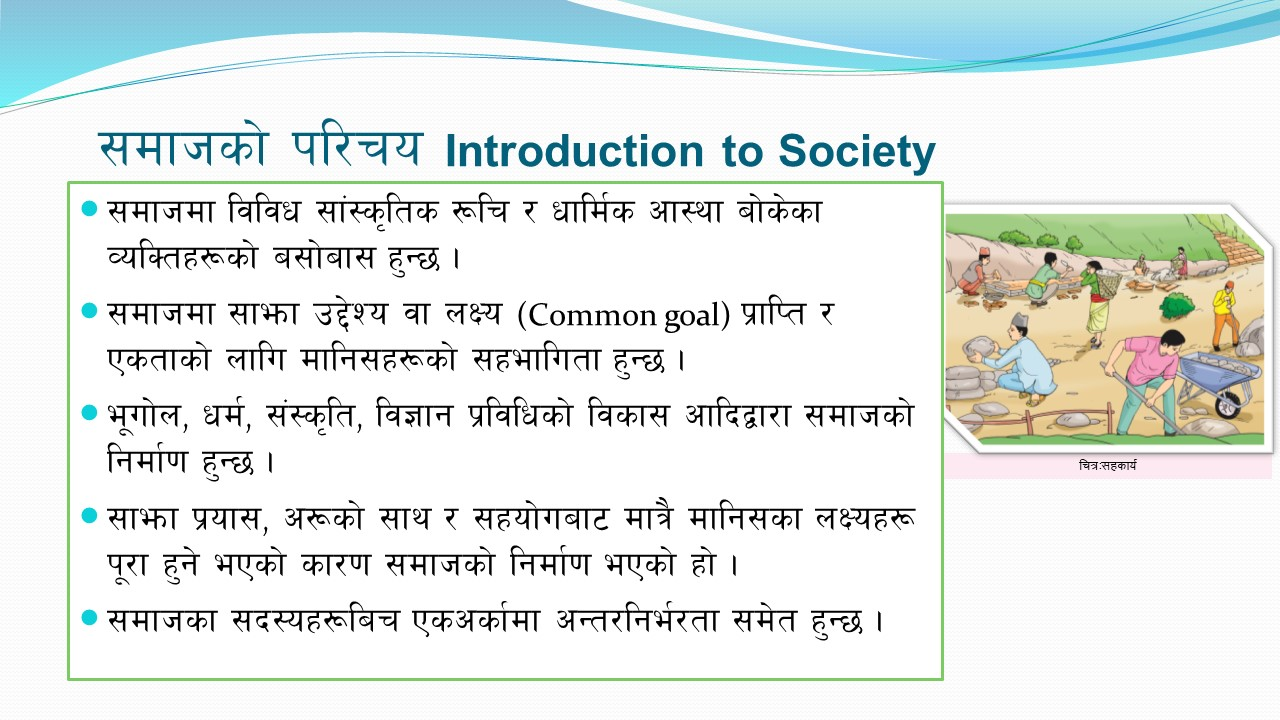 समाजको परिचय Introduction to Society
समाजमा विविध सांस्कृतिक रूचि र धार्मिक आस्था बोकेका
व्यक्तिहरूको बसोबास हुन्छ ।
समाजमा साझा उद्देश्य वा लक्ष्य (Common goal) प्राप्ति र
एकताको लागि मानिसहरूको सहभागिता हुन्छ ।
भूगोल, धर्म, संस्कृति, विज्ञान प्रविधिको विकास आदिद्वारा समाजको
निर्माण हुन्छ ।
साझा प्रयास, अरूको साथ र सहयोगबाट मात्रै मानिसका लक्ष्यहरू
पूरा हुने भएको कारण समाजको निर्माण भएको हो ।
समाजका सदस्यहरूबिच एकअर्कामा अन्तरनिर्भरता समेत हुन्छ ।
चित्र:सहकार्य